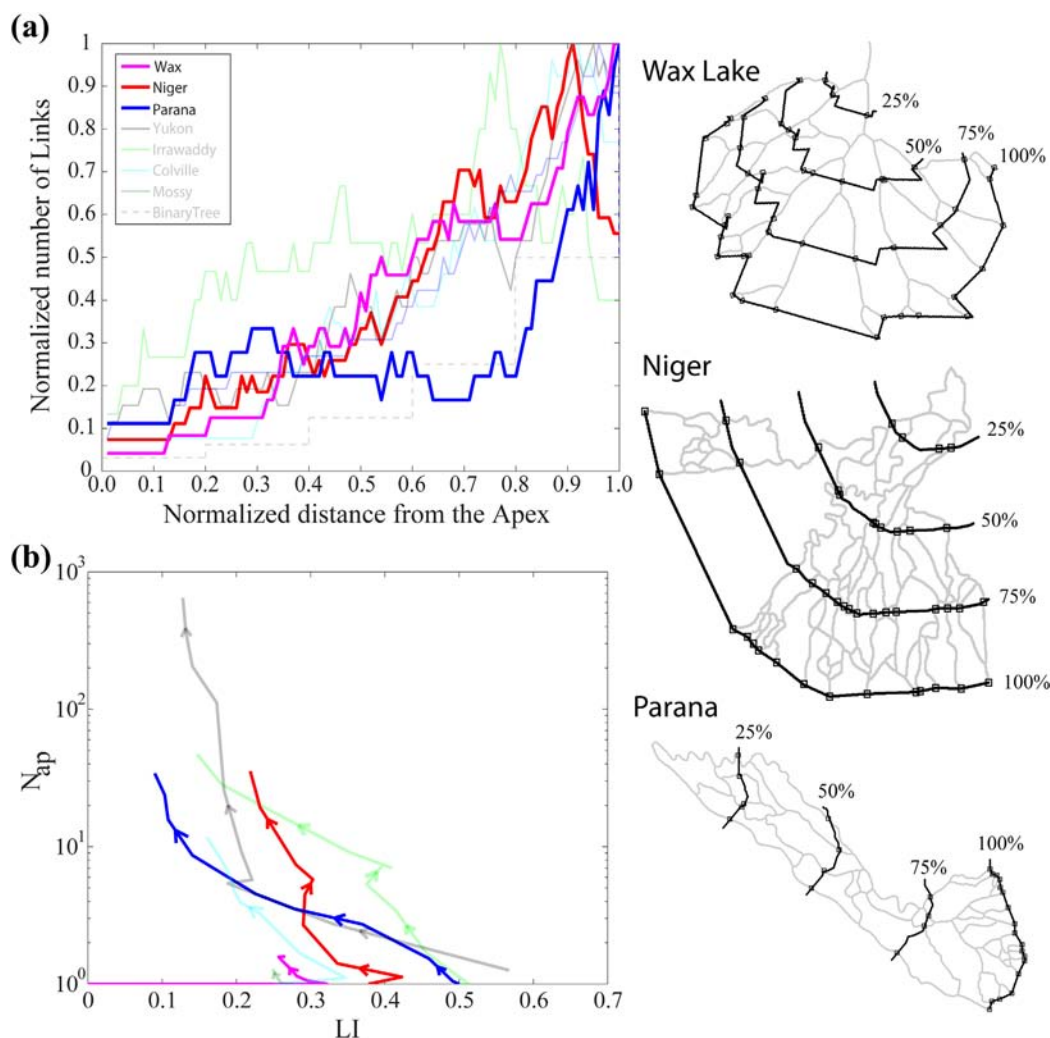 (a)
1
0.9
0.8
0.7
0.6
0.5
0.4
0.3
0.2
0.1
0
Normalized number of Links
Wax
Niger
Parana
Yukon
Irrawaddy
Colville
Mossy
BinaryTree
0.0 0.1 0.2 0.3 0.4 0.5 0.6 0.7 0.8 0.9 1.0
Normalized distance from the Apex
Wax Lake
25%
50%
75%
100%
Niger
25%
50%
75%
100%
Parana
25%
50%
75%
100%
(b)
10³
10²
10¹
10⁰
Nap
0.1 0.2 0.3 0.4 0.5 0.6 0.7
LI